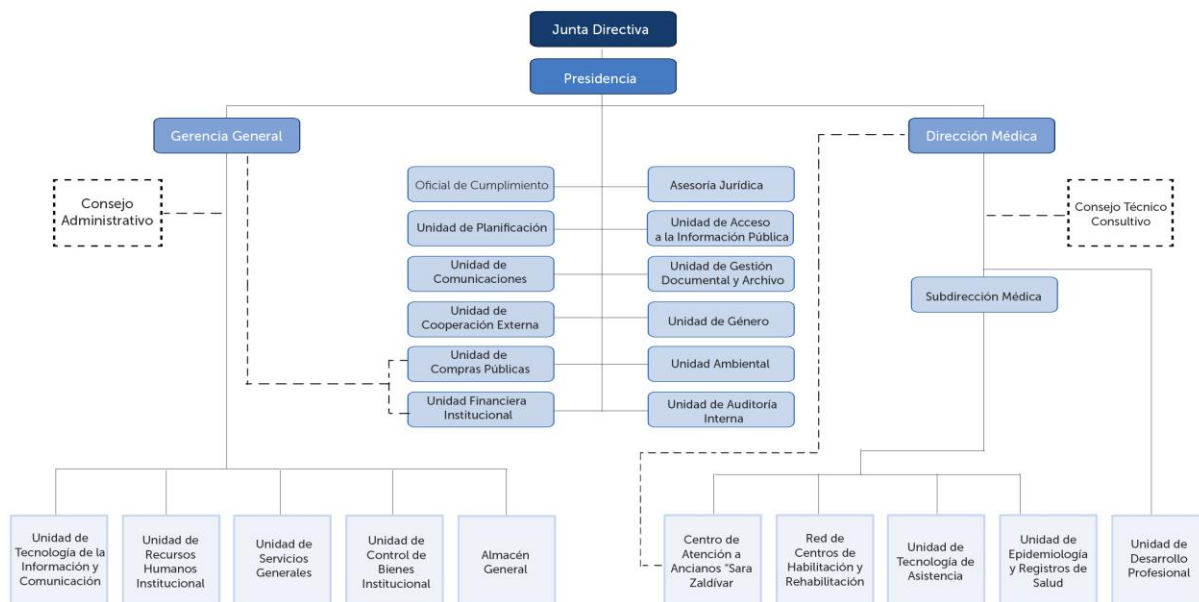 Junta Directiva
Presidencia
Gerencia General
Dirección Médica
Consejo
Administrativo
Consejo Técnico
Consultivo
Oficial de Cumplimiento
Asesoría Jurídica
Unidad de Planificación
Unidad de Acceso
a la Información Pública
Unidad de
Comunicaciones
Unidad de Gestión
Documental y Archivo
Unidad de
Cooperación Externa
Unidad de Género
Unidad de
Compras Públicas
Unidad Ambiental
Unidad Financiera
Institucional
Unidad de Auditoría
Interna
Subdirección Médica
Unidad de
Tecnología de la
Información y
Comunicación
Unidad de
Recursos
Humanos
Institucional
Unidad de
Servicios
Generales
Unidad de
Control de
Bienes
Institucional
Almacén
General
Centro de
Atención a
Ancianos "Sara
Zaldívar
Red de
Centros de
Habilitación y
Rehabilitación
Unidad de
Tecnología de
Asistencia
Unidad de
Epidemiología
y Registros de
Salud
Unidad de
Desarrollo
Profesional